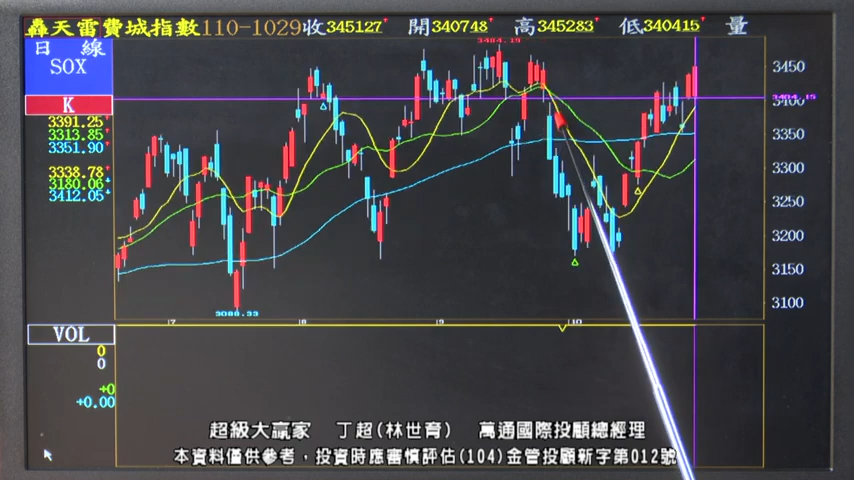 轟天雷費城指數110-1029收345127 開340748 高345283 低340415 量
日 線
SOX
K
3391.25
3313.85
3351.90
3338.78
3180.06
3412.05
3484.15
3450
3400
3404.15
3350
3300
3250
3200
3150
3100
3088.33
7 8 9 10
VOL
0
0
+0
+0.00
超級大贏家 丁超(林世育) 萬通國際投顧總經理
本資料僅供參考,投資時應審慎評估(104)金管投顧新字第012號